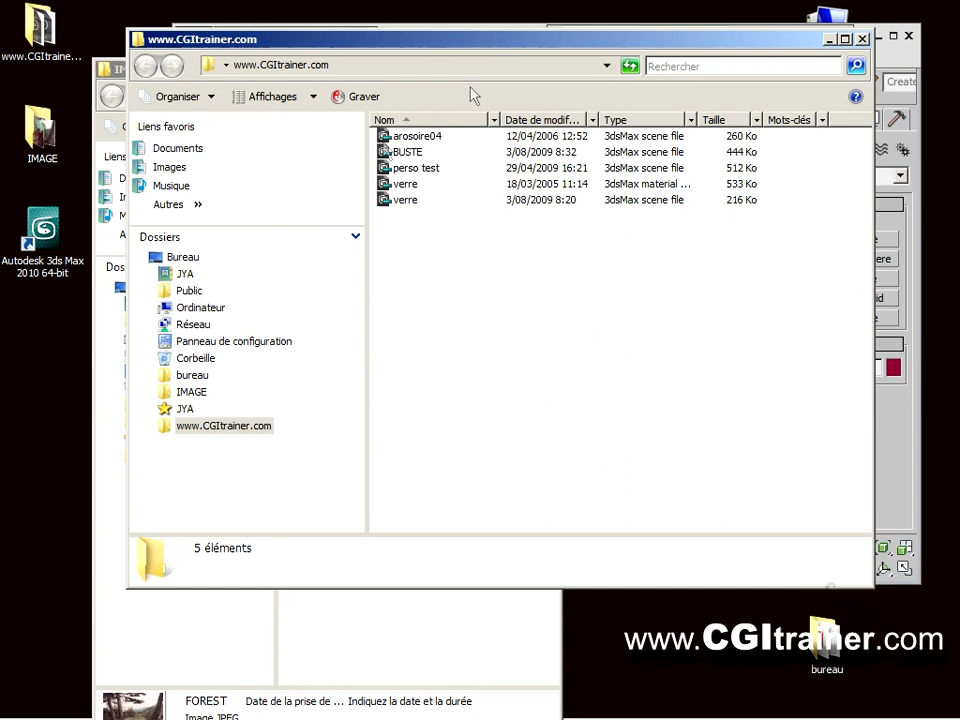 www.CGItraine...
IMAGE
Autodesk 3ds Max
2010 64-bit
www.CGItrainer.com
www.CGItrainer.com
Rechercher
Organiser
Affichages
Graver
Create
Liens favoris
Documents
Images
Musique
Autres »
Dossiers
Bureau
JYA
Public
Ordinateur
Réseau
Panneau de configuration
Corbeille
bureau
IMAGE
JYA
www.CGItrainer.com
Nom Date de modif... Type Taille Mots-clés
arosoire04 12/04/2006 12:52 3dsMax scene file 260 Ko
BUSTE 3/08/2009 8:32 3dsMax scene file 444 Ko
perso test 29/04/2009 16:21 3dsMax scene file 512 Ko
verre 18/03/2005 11:14 3dsMax material ... 533 Ko
verre 3/08/2009 8:20 3dsMax scene file 216 Ko
5 éléments
www.CGItrainer.com
bureau
FOREST Date de la prise de ... Indiquez la date et la durée
Image JPEG